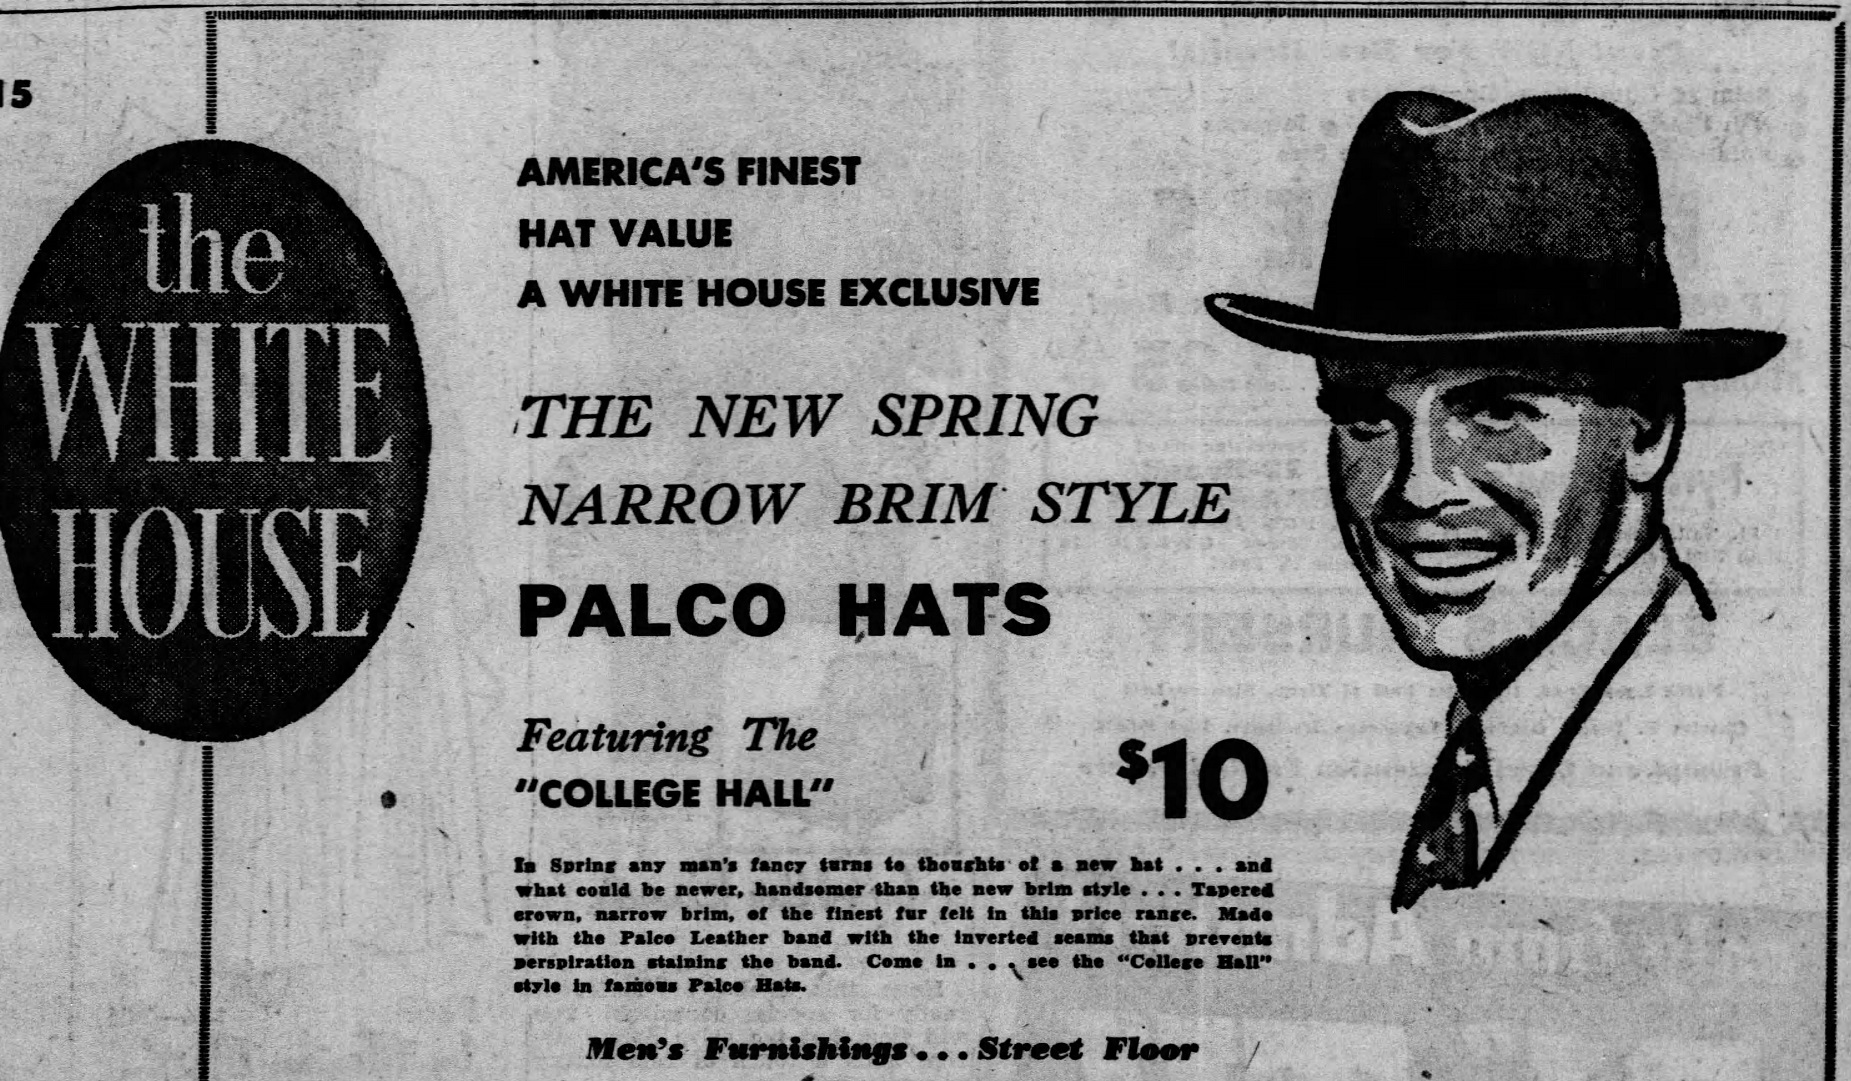 15
the
WHITE
HOUSE
AMERICA'S FINEST
HAT VALUE
A WHITE HOUSE EXCLUSIVE
THE NEW SPRING
NARROW BRIM STYLE
PALCO HATS
Featuring The
"COLLEGE HALL"
$10
In Spring any man's fancy turns to thoughts of a new hat . . . and
what could be newer, handsomer than the new brim style . . . Tapered
crown, narrow brim, of the finest fur felt in this price range. Made
with the Palco Leather band with the inverted seams that prevents
perspiration staining the band. Come in . . . see the "College Hall"
style in famous Palco Hats.
Men's Furnishings . . . Street Floor